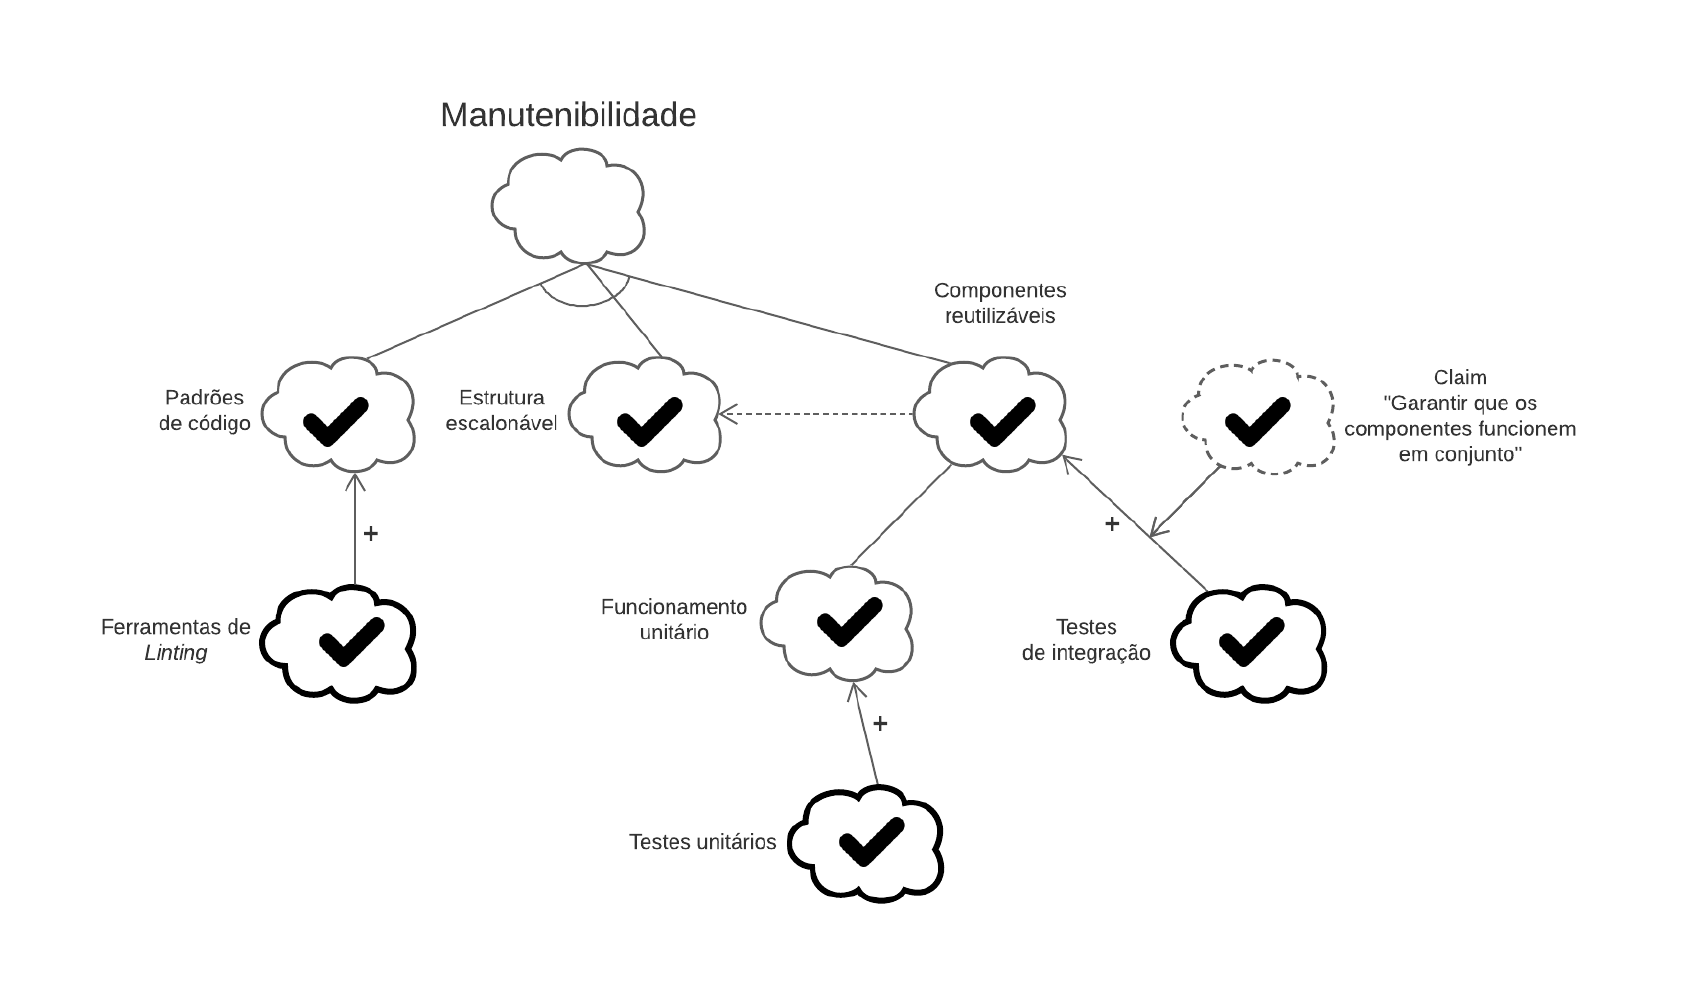 Manutenibilidade
Componentes
reutilizáveis
Padrões
de código
Estrutura
escalonável
Claim
"Garantir que os
componentes funcionem
em conjunto"
+
+
Ferramentas de
Linting
Funcionamento
unitário
Testes
de integração
+
Testes unitários